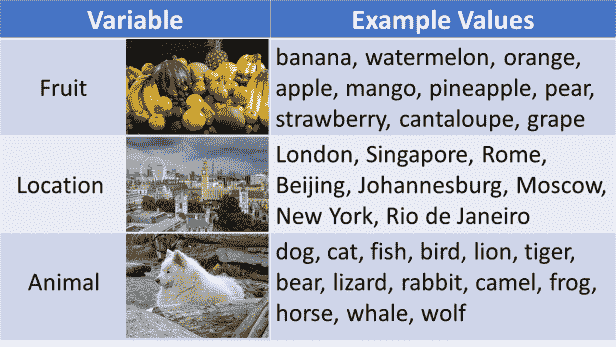 Variable Example Values
Fruit
banana, watermelon, orange,
apple, mango, pineapple, pear,
strawberry, cantaloupe, grape
Location
London, Singapore, Rome,
Beijing, Johannesburg, Moscow,
New York, Rio de Janeiro
Animal
dog, cat, fish, bird, lion, tiger,
bear, lizard, rabbit, camel, frog,
horse, whale, wolf